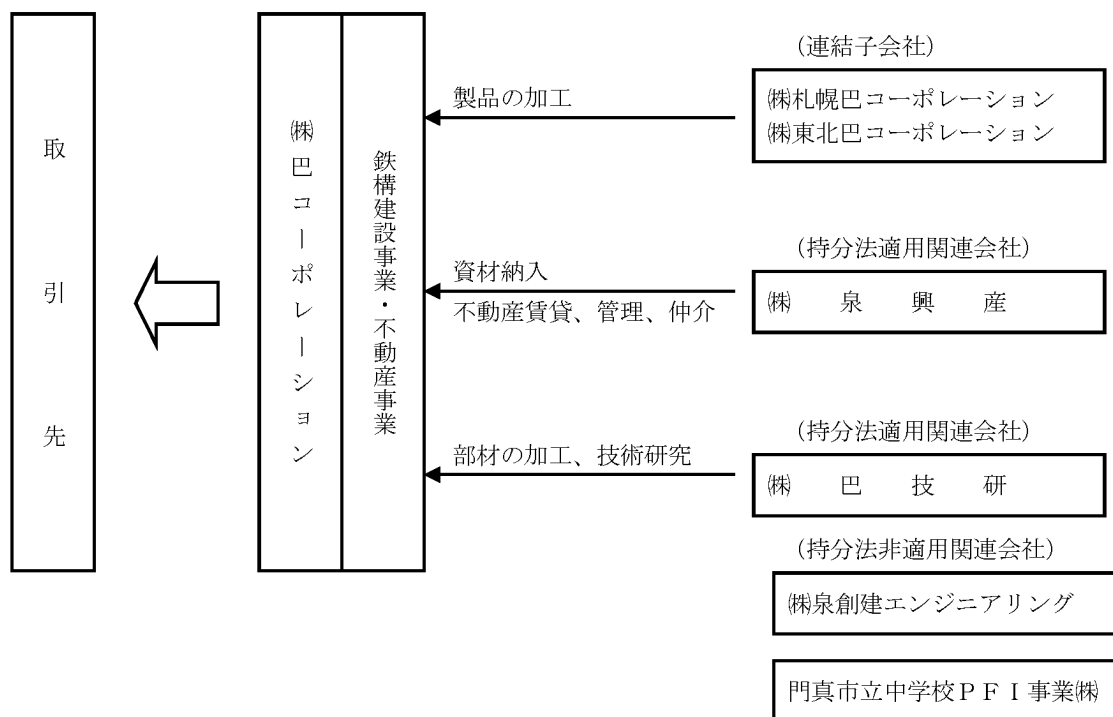 取引先
㈱巴コーポレーション
鉄構建設事業・不動産事業
製品の加工
(連結子会社)
㈱札幌巴コーポレーション
㈱東北巴コーポレーション
資材納入
不動産賃貸、管理、仲介
(持分法適用関連会社)
㈱　泉　興　産
部材の加工、技術研究
(持分法適用関連会社)
㈱　巴　技　研
(持分法非適用関連会社)
㈱泉創建エンジニアリング
門真市立中学校ＰＦＩ事業㈱